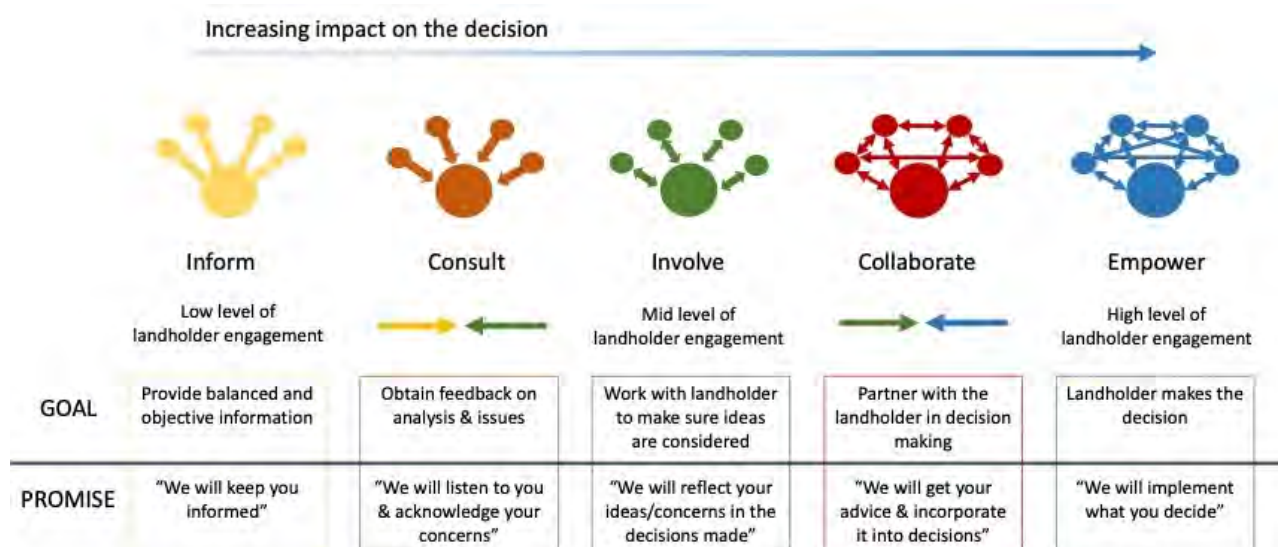 Increasing impact on the decision
Inform
Consult
Involve
Collaborate
Empower
Low level of
landholder engagement
Mid level of
landholder engagement
High level of
landholder engagement
GOAL
Provide balanced and
objective information
Obtain feedback on
analysis & issues
Work with landholder
to make sure ideas
are considered
Partner with the
landholder in decision
making
Landholder makes the
decision
PROMISE
“We will keep you
informed”
“We will listen to you
& acknowledge your
concerns”
“We will reflect your
ideas/concerns in the
decisions made”
“We will get your
advice & incorporate
it into decisions”
“We will implement
what you decide”